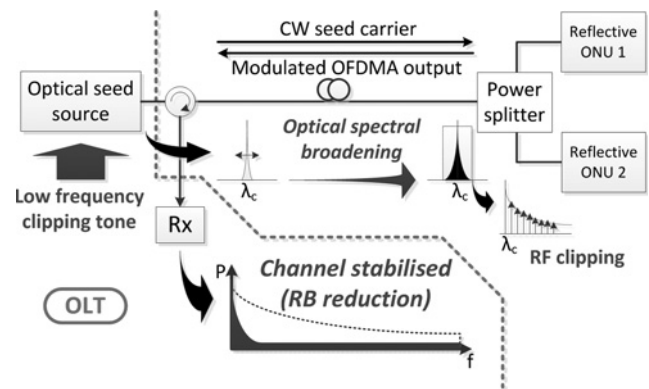 CW seed carrier
Modulated OFDMA output
Reflective
ONU 1
Optical seed
source
Power
splitter
Optical spectral
broadening
Reflective
ONU 2
Low frequency
clipping tone
λc
λc
λc
RF clipping
Rx
Channel stabilised
(RB reduction)
P
f
OLT